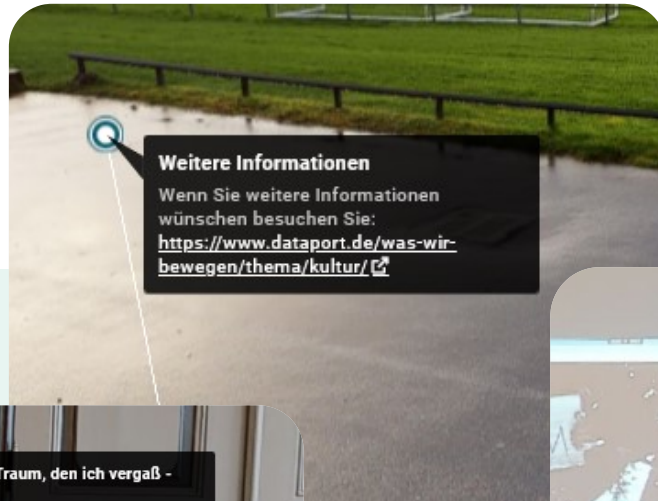 Weitere Informationen
Wenn Sie weitere Informationen
wünschen besuchen Sie:
https://www.dataport.de/was-wir-
bewegen/thema/kultur/
Traum, den ich vergaß -